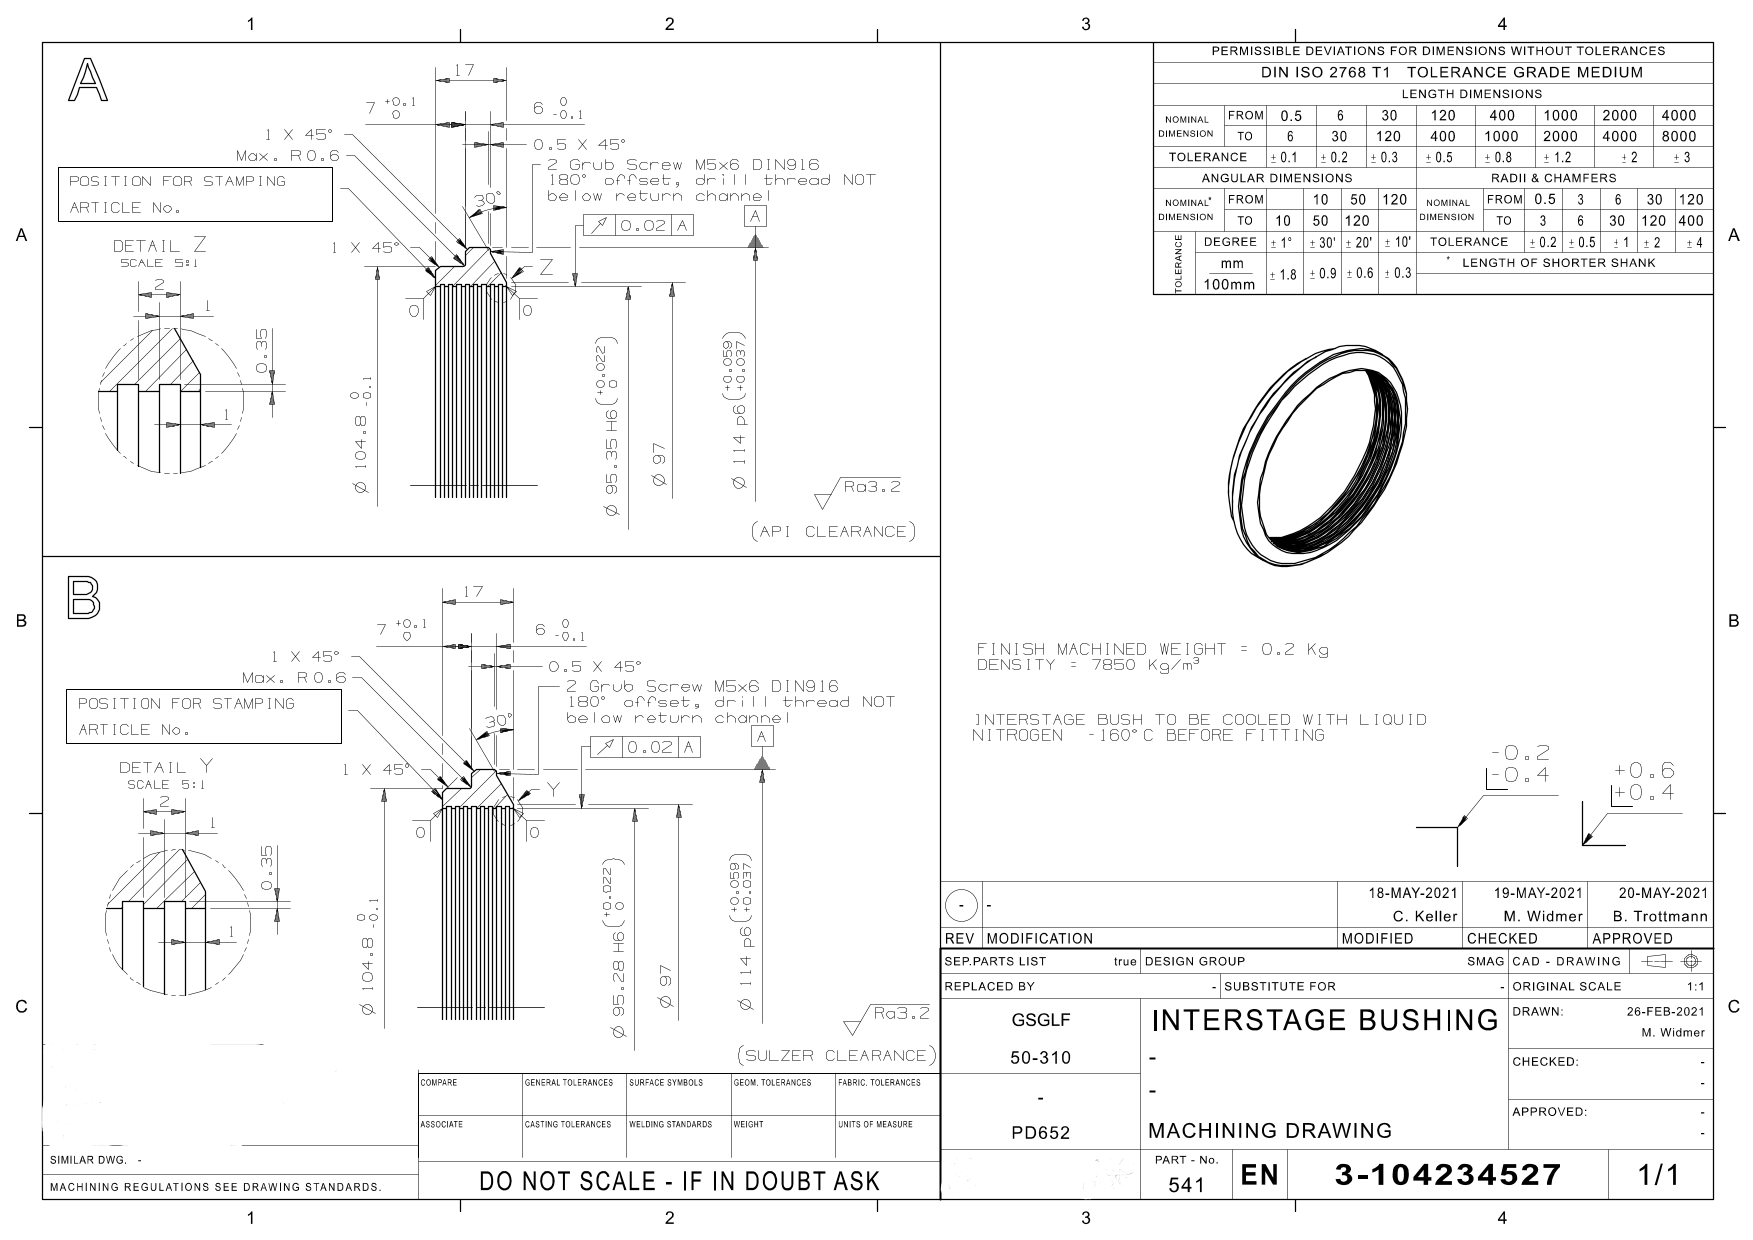 1 2 3 4
A
17
7 +0.1 0
6 0 -0.1
1 X 45°
0.5 X 45°
Max. R0.6
2 Grub Screw M5x6 DIN916
180° offset, drill thread NOT
below return channel
POSITION FOR STAMPING
ARTICLE No.
30°
A
0.02 A
DETAIL Z
SCALE 5:1
1 X 45°
Z
2
1
0 0
0.35
1
Ø 104.8 0 -0.1
Ø 95.35 H6 (+0.022 0)
Ø 97
Ø 114 p6 (+0.059 +0.037)
Ra3.2
(API CLEARANCE)
B
17
7 +0.1 0
6 0 -0.1
1 X 45°
0.5 X 45°
Max. R0.6
2 Grub Screw M5x6 DIN916
180° offset, drill thread NOT
below return channel
POSITION FOR STAMPING
ARTICLE No.
30°
A
0.02 A
DETAIL Y
SCALE 5:1
1 X 45°
Y
2
1
0 0
0.35
1
Ø 104.8 0 -0.1
Ø 95.28 H6 (+0.022 0)
Ø 97
Ø 114 p6 (+0.059 +0.037)
Ra3.2
(SULZER CLEARANCE)
PERMISSIBLE DEVIATIONS FOR DIMENSIONS WITHOUT TOLERANCES
DIN ISO 2768 T1 TOLERANCE GRADE MEDIUM
LENGTH DIMENSIONS
NOMINAL DIMENSION FROM 0.5 6 30 120 400 1000 2000 4000
TO 6 30 120 400 1000 2000 4000 8000
TOLERANCE ± 0.1 ± 0.2 ± 0.3 ± 0.5 ± 0.8 ± 1.2 ± 2 ± 3
ANGULAR DIMENSIONS RADII & CHAMFERS
NOMINAL* DIMENSION FROM 10 50 120 NOMINAL DIMENSION FROM 0.5 3 6 30 120
TO 10 50 120 TO 3 6 30 120 400
TOLERANCE DEGREE ± 1° ± 30' ± 20' ± 10' TOLERANCE ± 0.2 ± 0.5 ± 1 ± 2 ± 4
mm
100mm ± 1.8 ± 0.9 ± 0.6 ± 0.3
* LENGTH OF SHORTER SHANK
A A
B B
C C
FINISH MACHINED WEIGHT = 0.2 Kg
DENSITY = 7850 Kg/m³
INTERSTAGE BUSH TO BE COOLED WITH LIQUID
NITROGEN -160°C BEFORE FITTING
-0.2
-0.4
+0.6
+0.4
- - 18-MAY-2021 19-MAY-2021 20-MAY-2021
C. Keller M. Widmer B. Trottmann
REV MODIFICATION MODIFIED CHECKED APPROVED
SEP.PARTS LIST true DESIGN GROUP SMAG CAD - DRAWING
REPLACED BY - SUBSTITUTE FOR - ORIGINAL SCALE 1:1
GSGLF
50-310
-
PD652
INTERSTAGE BUSHING
-
-
MACHINING DRAWING
DRAWN: 26-FEB-2021
M. Widmer
CHECKED: -
-
APPROVED: -
-
PART - No.
541
EN
3-104234527
1/1
COMPARE GENERAL TOLERANCES SURFACE SYMBOLS GEOM. TOLERANCES FABRIC. TOLERANCES
ASSOCIATE CASTING TOLERANCES WELDING STANDARDS WEIGHT UNITS OF MEASURE
SIMILAR DWG. -
MACHINING REGULATIONS SEE DRAWING STANDARDS.
DO NOT SCALE - IF IN DOUBT ASK
1 2 3 4